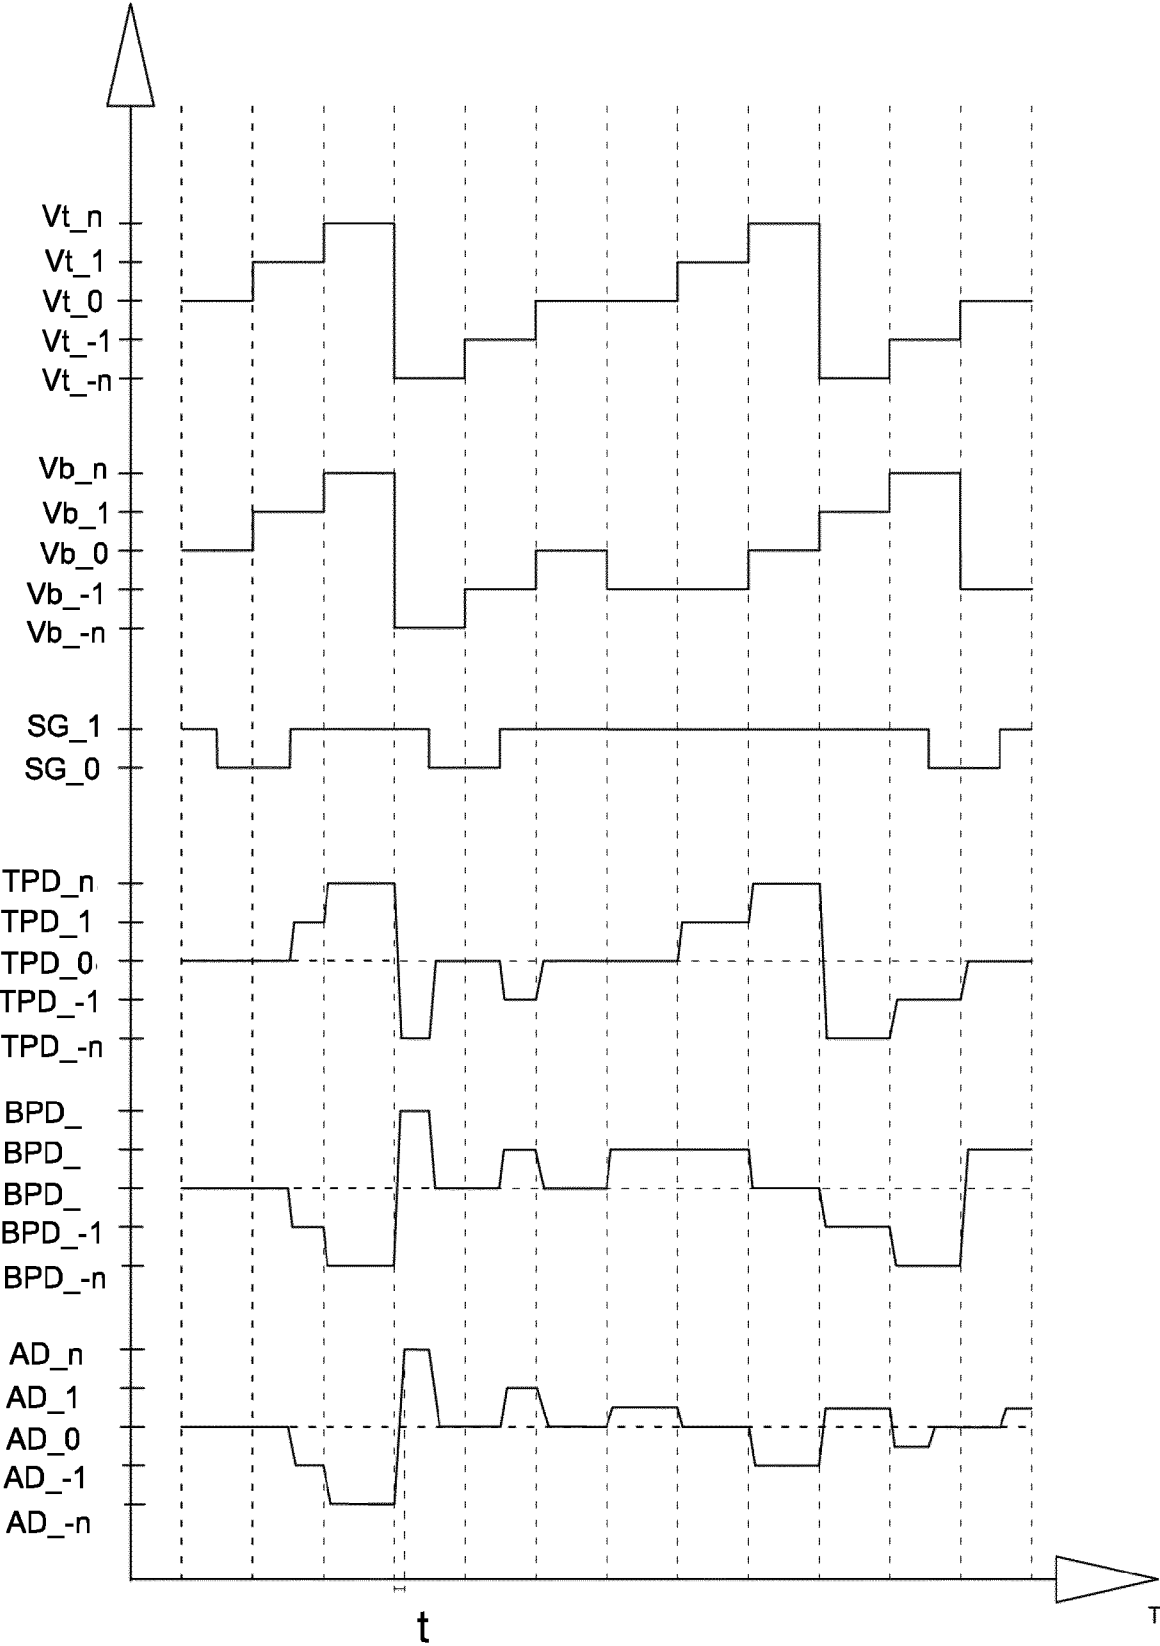 Vt_n
Vt_1
Vt_0
Vt_-1
Vt_-n
Vb_n
Vb_1
Vb_0
Vb_-1
Vb_-n
SG_1
SG_0
TPD_n
TPD_1
TPD_0
TPD_-1
TPD_-n
BPD_
BPD_
BPD_
BPD_-1
BPD_-n
AD_n
AD_1
AD_0
AD_-1
AD_-n
t
T